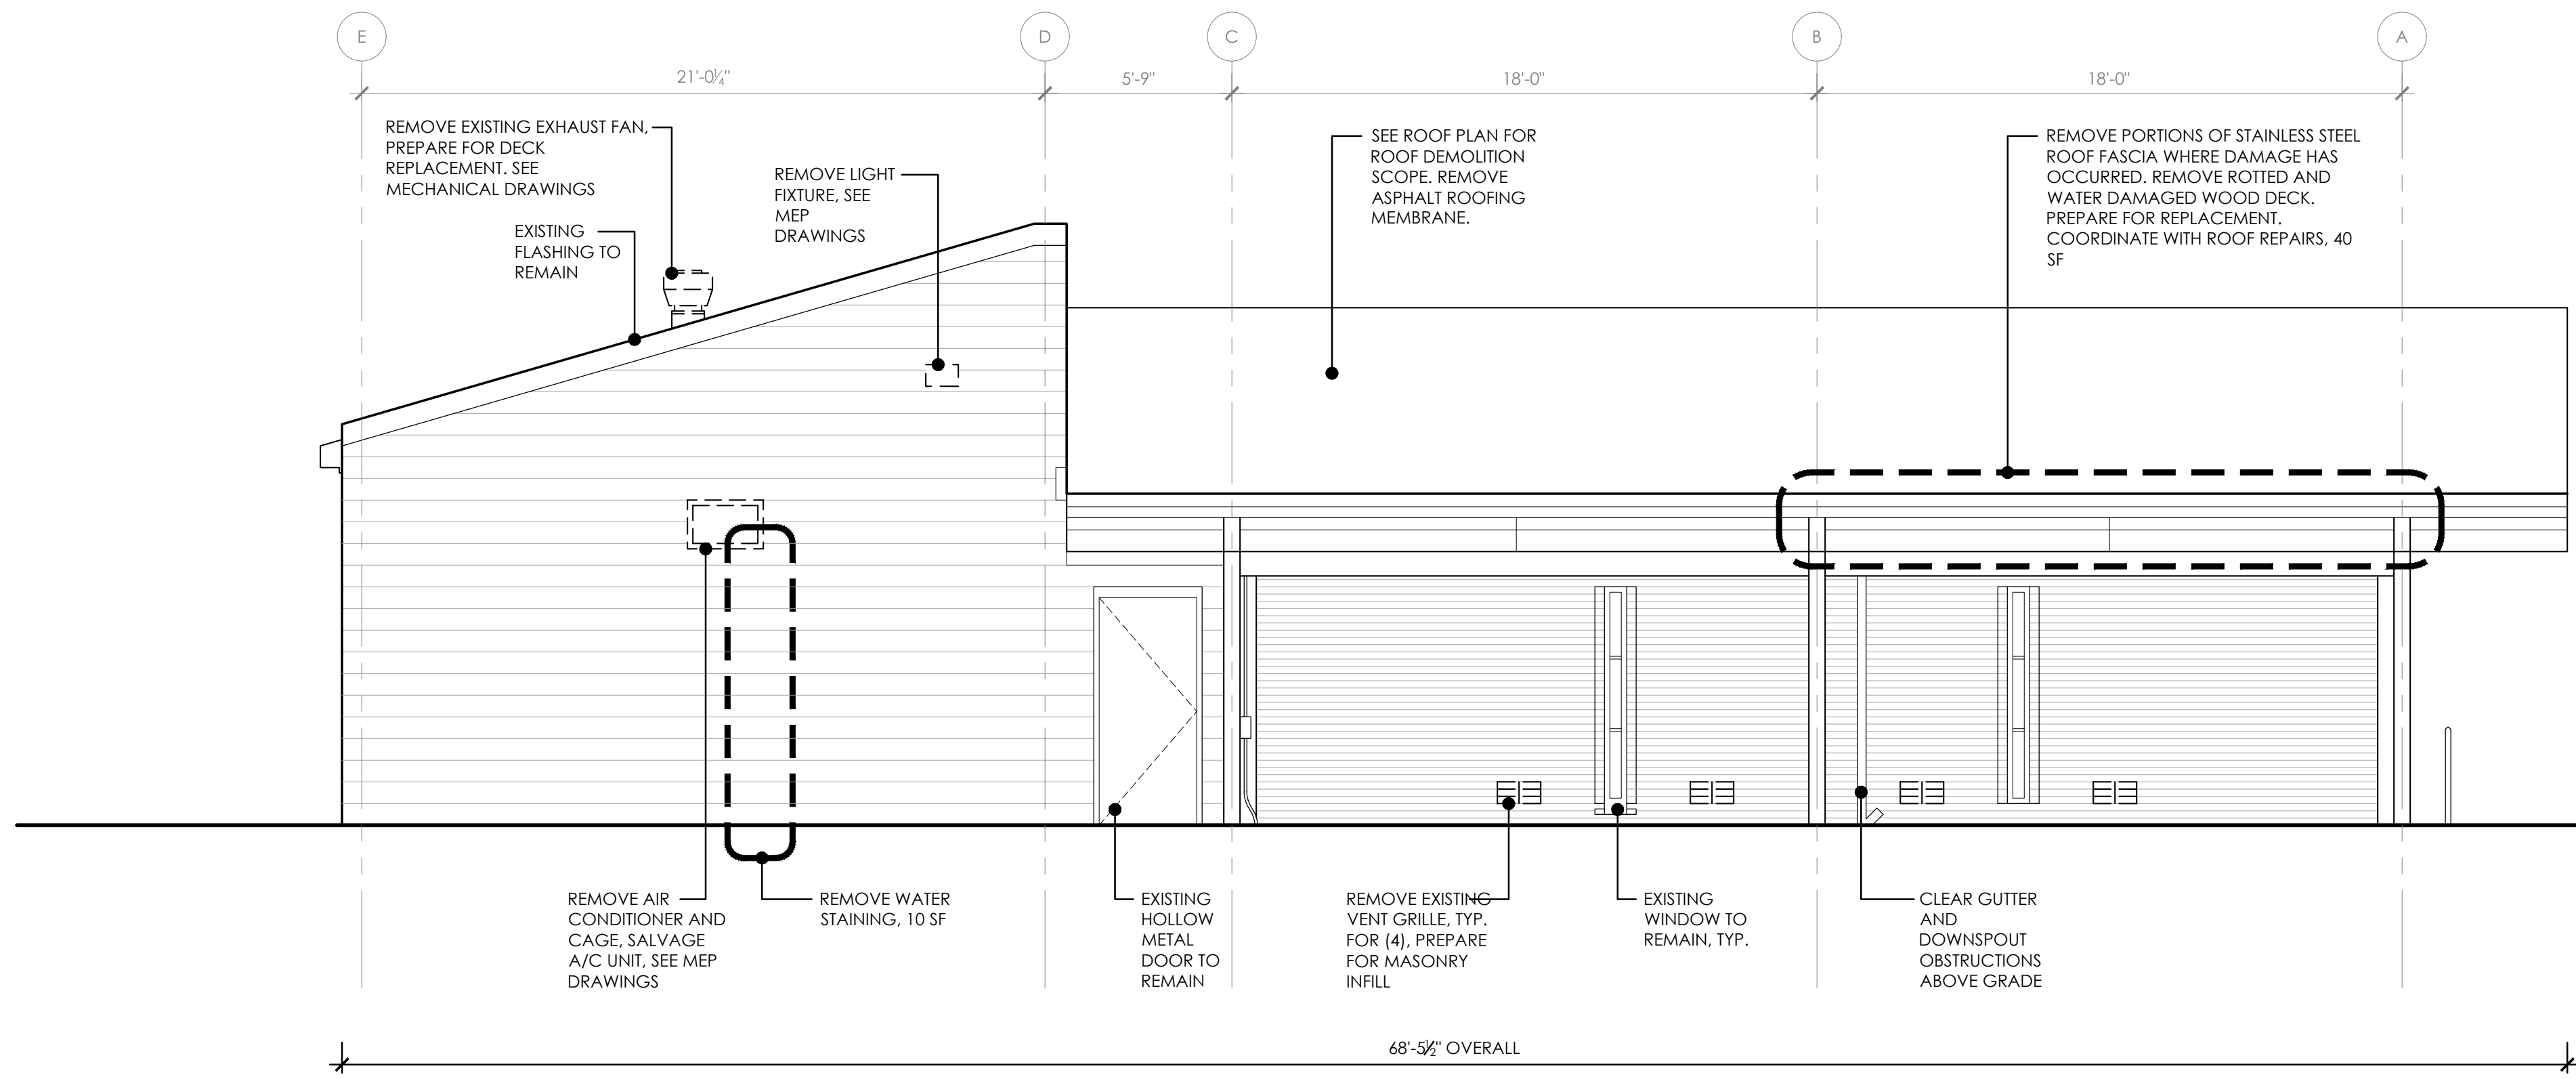 E
D
C
B
A
21'-0¼"
5'-9"
18'-0"
18'-0"
REMOVE EXISTING EXHAUST FAN,
PREPARE FOR DECK
REPLACEMENT. SEE
MECHANICAL DRAWINGS
EXISTING
FLASHING TO
REMAIN
REMOVE LIGHT
FIXTURE, SEE
MEP
DRAWINGS
SEE ROOF PLAN FOR
ROOF DEMOLITION
SCOPE. REMOVE
ASPHALT ROOFING
MEMBRANE.
REMOVE PORTIONS OF STAINLESS STEEL
ROOF FASCIA WHERE DAMAGE HAS
OCCURRED. REMOVE ROTTED AND
WATER DAMAGED WOOD DECK.
PREPARE FOR REPLACEMENT.
COORDINATE WITH ROOF REPAIRS, 40
SF
REMOVE AIR
CONDITIONER AND
CAGE, SALVAGE
A/C UNIT, SEE MEP
DRAWINGS
REMOVE WATER
STAINING, 10 SF
EXISTING
HOLLOW
METAL
DOOR TO
REMAIN
REMOVE EXISTING
VENT GRILLE, TYP.
FOR (4), PREPARE
FOR MASONRY
INFILL
EXISTING
WINDOW TO
REMAIN, TYP.
CLEAR GUTTER
AND
DOWNSPOUT
OBSTRUCTIONS
ABOVE GRADE
68'-5½" OVERALL